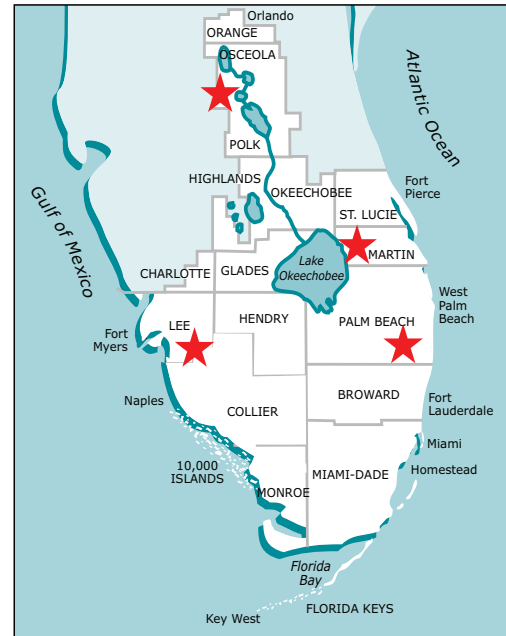 Orlando
ORANGE
OSCEOLA
Atlantic Ocean
POLK
HIGHLANDS
OKEECHOBEE
Fort
Pierce
Gulf of Mexico
ST. LUCIE
MARTIN
Lake
Okeechobee
CHARLOTTE
GLADES
West
Palm
Beach
HENDRY
PALM BEACH
LEE
Fort
Myers
BROWARD
Fort
Lauderdale
Naples
COLLIER
Miami
10,000
ISLANDS
MIAMI-DADE
Homestead
MONROE
Florida
Bay
FLORIDA KEYS
Key West